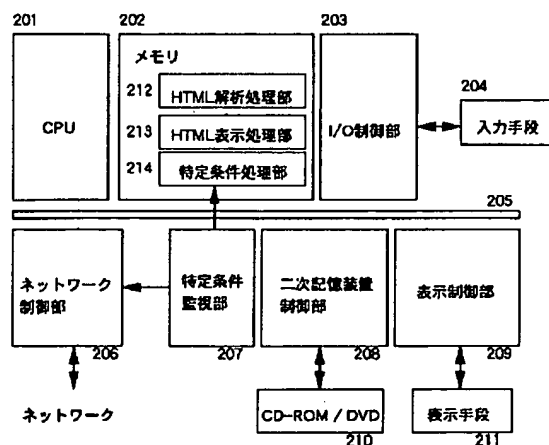 201
202
203
メモリ
204
212
HTML解析処理部
CPU
213
HTML表示処理部
I/O制御部
入力手段
214
特定条件処理部
205
ネットワーク
制御部
特定条件
監視部
二次記憶装置
制御部
表示制御部
206
207
208
209
ネットワーク
CD-ROM / DVD
表示手段
210
211